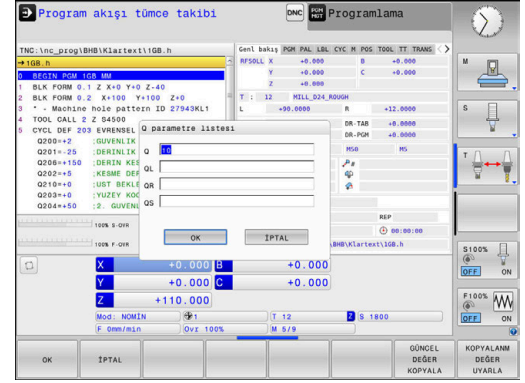 Program akışı tümce takibi
DNC
PGM MGT
Programlama
TNC:\nc_prog\BHB\Klartext\1GB.h
→1GB.h
0 BEGIN PGM 1GB MM
1 BLK FORM 0.1 Z X+0 Y+0 Z-40
2 BLK FORM 0.2 X+100 Y+100 Z+0
3 * - Machine hole pattern ID 27943KL1
4 TOOL CALL 2 Z S4500
5 CYCL DEF 203 EVRENSEL
Q200=+2 ;GUVENLIK
Q201=-25 ;DERINLIK
Q206=+150 ;DERIN KES
Q202=+5 ;KESME DE
Q210=+0 ;UST BEKL
Q203=+0 ;YUZEY KO
Q204=+50 ;2. GUVENL
100% S-OVR
100% F-OVR
Genl bakış PGM PAL LBL CYC M POS TOOL TT TRANS
RFSOLL X +0.000 B +0.000
Y +0.000 C +0.000
Z +0.000
T : 12 MILL_D24_ROUGH
L +90.0000 R +12.0000
DR-TAB +0.0000
DR-PGM +0.0000
M50 M5
REP
00:00:00
\BHB\Klartext\1GB.h
Q parametre listesi
Q 10
QL
QR
QS
OK
İPTAL
X +0.000 B +0.000
Y +0.000 C +0.000
Z +110.000
Mod: NOMİN 1 T 12 Z S 1800
F 0mm/min Ovr 100% M 5/9
M
S
T
S100%
OFF ON
F100%
OFF ON
OK
İPTAL
GÜNCEL DEĞER KOPYALA
KOPYALANM DEĞER UYARLA